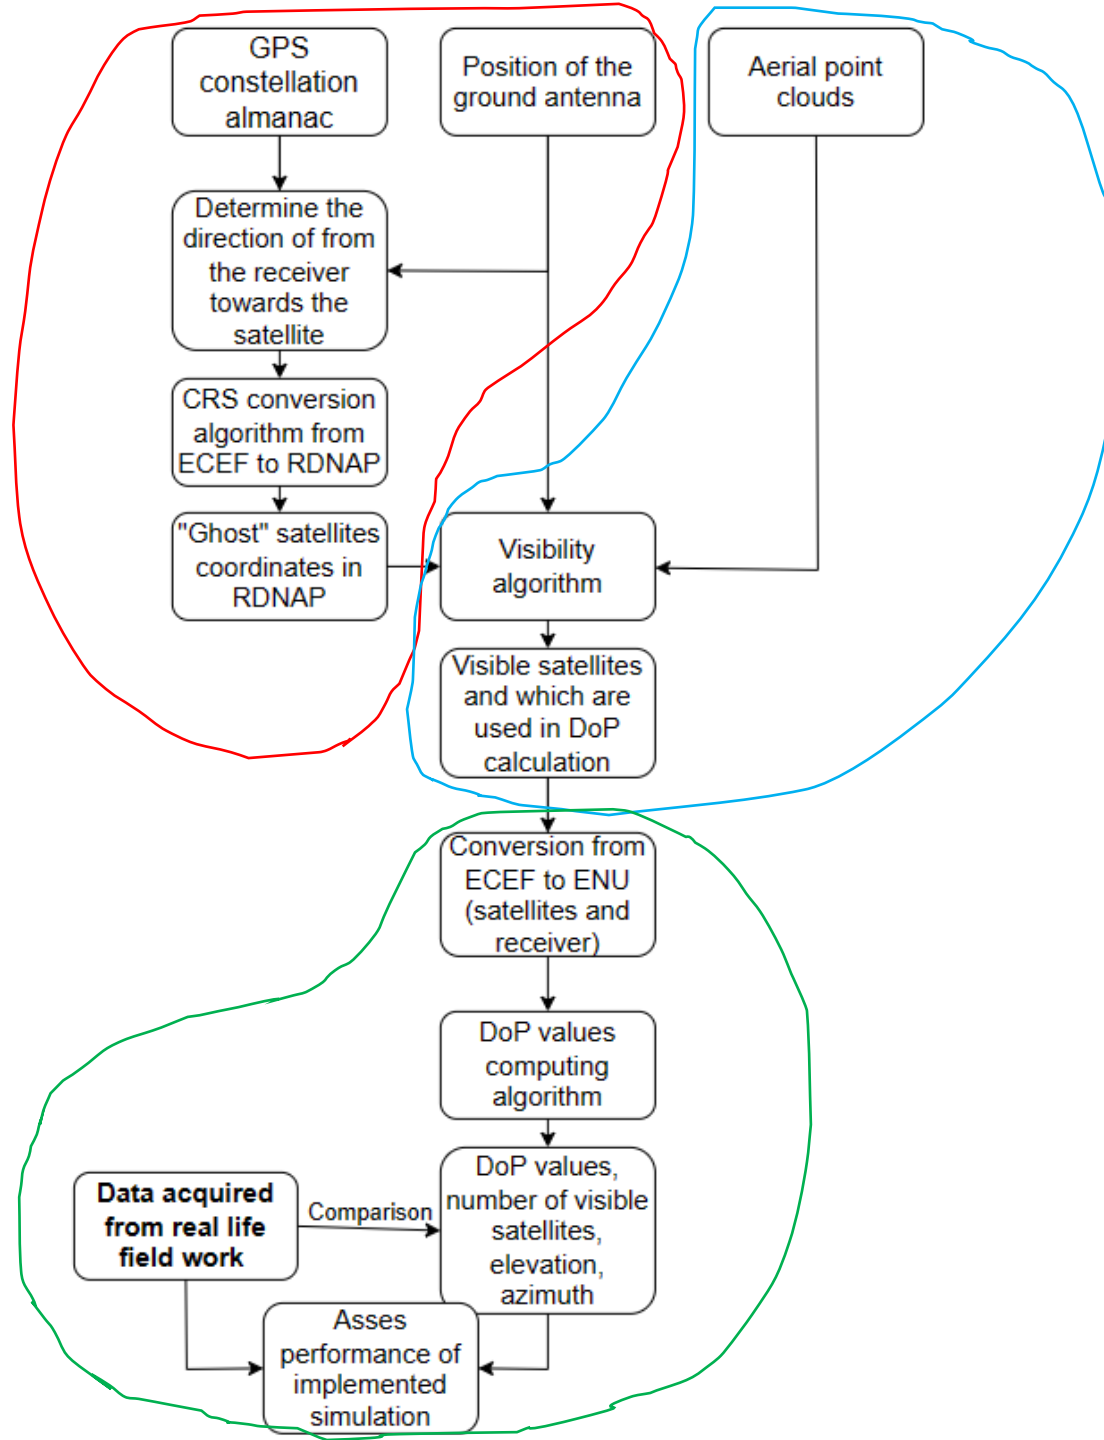 GPS
constellation
almanac
Position of the
ground antenna
Aerial point
clouds
Determine the
direction of from
the receiver
towards the
satellite
CRS conversion
algorithm from
ECEF to RDNAP
"Ghost" satellites
coordinates in
RDNAP
Visibility
algorithm
Visible satellites
and which are
used in DoP
calculation
Conversion from
ECEF to ENU
(satellites and
receiver)
DoP values
computing
algorithm
Data acquired
from real life
field work
Comparison
DoP values,
number of visible
satellites,
elevation,
azimuth
Asses
performance of
implemented
simulation